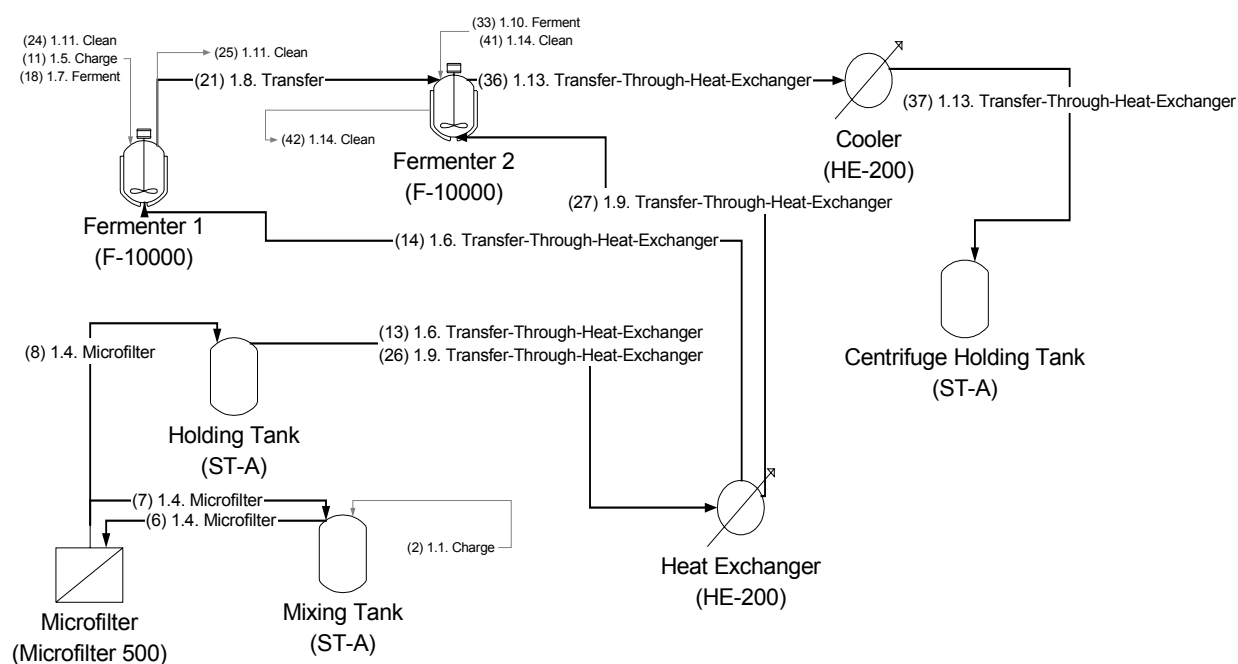 (33) 1.10. Ferment
(41) 1.14. Clean
(24) 1.11. Clean
(11) 1.5. Charge
(18) 1.7. Ferment
(25) 1.11. Clean
(21) 1.8. Transfer
(36) 1.13. Transfer-Through-Heat-Exchanger
(37) 1.13. Transfer-Through-Heat-Exchanger
(42) 1.14. Clean
Cooler
(HE-200)
Fermenter 2
(F-10000)
(27) 1.9. Transfer-Through-Heat-Exchanger
Fermenter 1
(F-10000)
(14) 1.6. Transfer-Through-Heat-Exchanger
(13) 1.6. Transfer-Through-Heat-Exchanger
(26) 1.9. Transfer-Through-Heat-Exchanger
(8) 1.4. Microfilter
Centrifuge Holding Tank
(ST-A)
Holding Tank
(ST-A)
(7) 1.4. Microfilter
(6) 1.4. Microfilter
(2) 1.1. Charge
Heat Exchanger
(HE-200)
Mixing Tank
(ST-A)
Microfilter
(Microfilter 500)